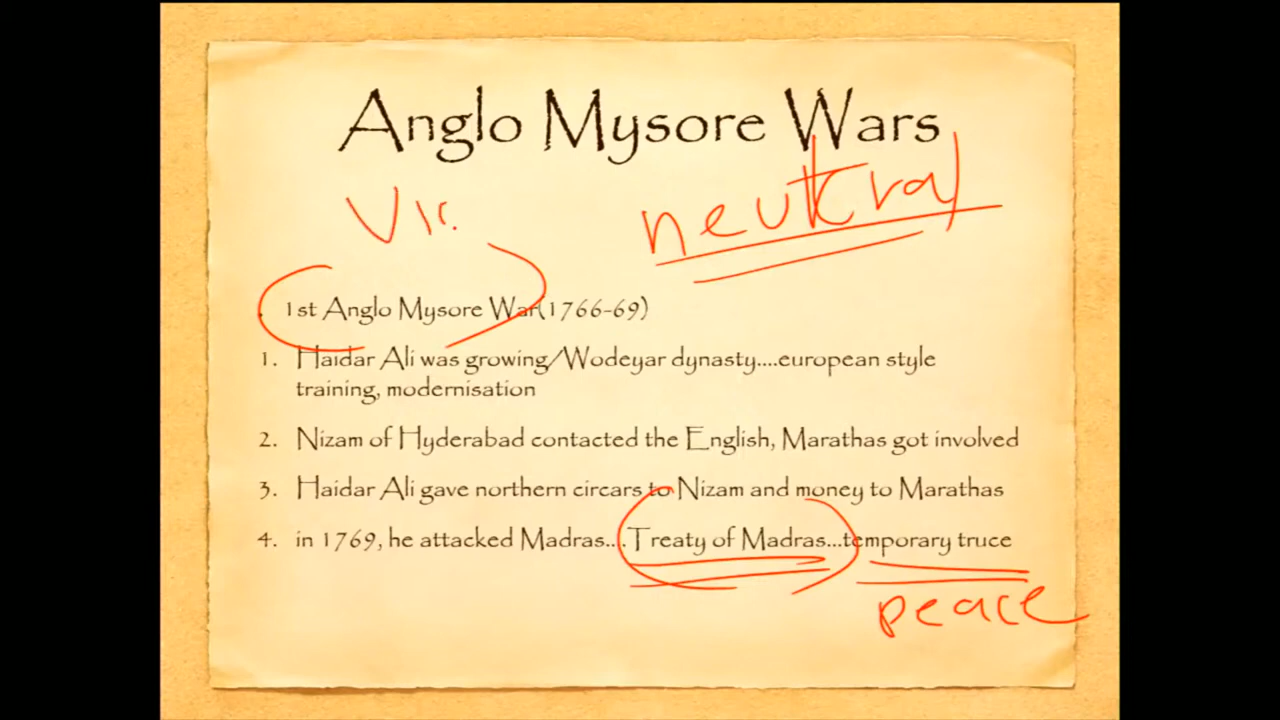 Anglo Mysore Wars
neutral
1st Anglo Mysore War(1766-69)
1. Haidar Ali was growing/Wodeyar dynasty....european style
training, modernisation
2. Nizam of Hyderabad contacted the English, Marathas got involved
3. Haidar Ali gave northern circars to Nizam and money to Marathas
4. in 1769, he attacked Madras....Treaty of Madras...temporary truce
peace